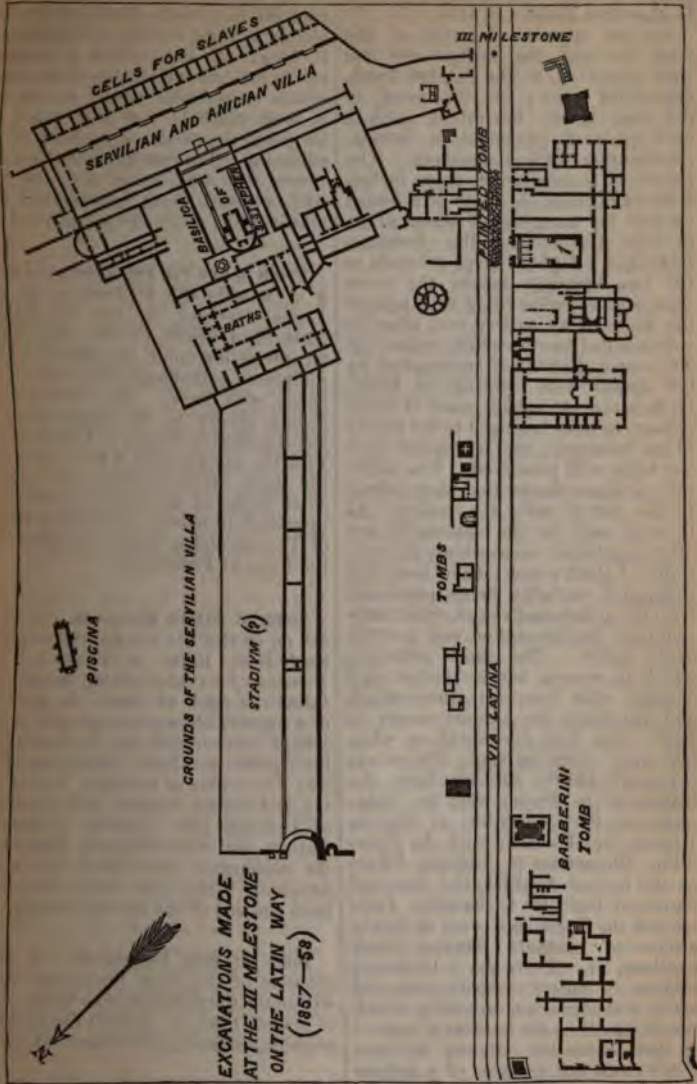 III MILESTONE
CELLS FOR SLAVES
SERVILIAN AND ANICIAN VILLA
BASILICA
OF
S. STEPHEN
PAINTED TOMB
BATHS
GROUNDS OF THE SERVILIAN VILLA
PISCINA
STADIVM (?)
TOMBS
VIA LATINA
BARBERINI
TOMB
EXCAVATIONS MADE
AT THE III MILESTONE
ON THE LATIN WAY
(1857—58)
N